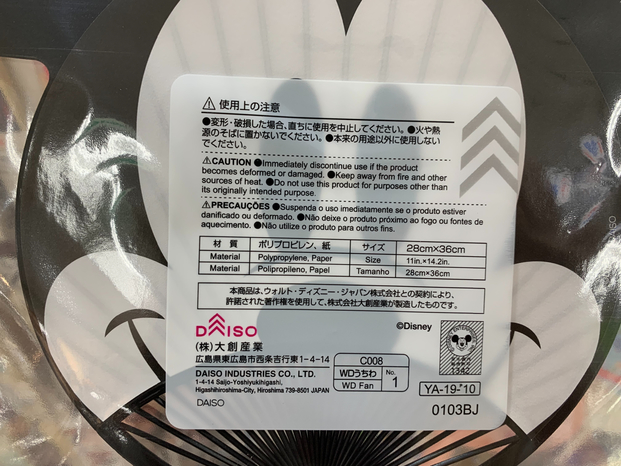 ⚠使用上の注意
●変形・破損した場合、直ちに使用を中止してください。●火や熱
源のそばに置かないでください。●本来の用途以外に使用しない
でください。
⚠CAUTION ●Immediately discontinue use if the product
becomes deformed or damaged. ●Keep away from fire and other
sources of heat. ●Do not use this product for purposes other than
its originally intended purpose.
⚠PRECAUÇÕES ●Suspenda o uso imediatamente se o produto estiver
danificado ou deformado. ●Não deixe o produto próximo ao fogo ou fontes de
aquecimento. ●Não utilize o produto para outros fins.
材 質 ポリプロピレン、紙 サイズ 28cm×36cm
Material Polypropylene, Paper Size 11in.×14.2in.
Material Polipropileno, Papel Tamanho 28cm×36cm
本商品は、ウォルト・ディズニー・ジャパン株式会社との契約により、
許諾された著作権を使用して、株式会社大創産業が製造したものです。
DAISO
©Disney
(株)大創産業
広島県東広島市西条吉行東1-4-14
DAISO INDUSTRIES CO., LTD.
1-4-14 Saijo-Yoshiyukihigashi,
Higashihiroshima-City, Hiroshima 739-8501 JAPAN
DAISO
C008
WDうちわ
WD Fan
No.
1
YA-19-'10
0103BJ